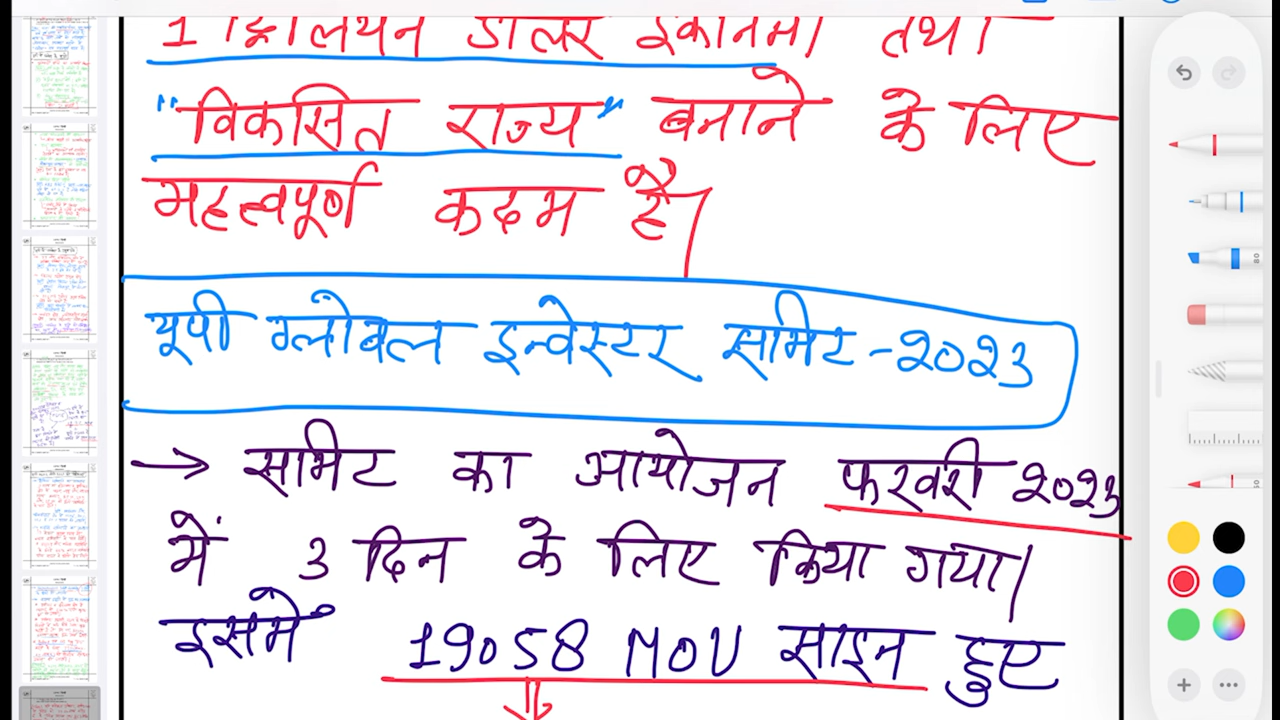 1 ट्रिलियन डालर इकोनमी तथा
"विकसित राज्य" बनाने के लिए
महत्वपूर्ण कदम है।
यूपी ग्लोबल इन्वेस्टर समिट-2023
→ समिट का आयोजन फरवरी 2023
में 3 दिन के लिए किया गया।
इसमें 19058 MOU साइन हुए